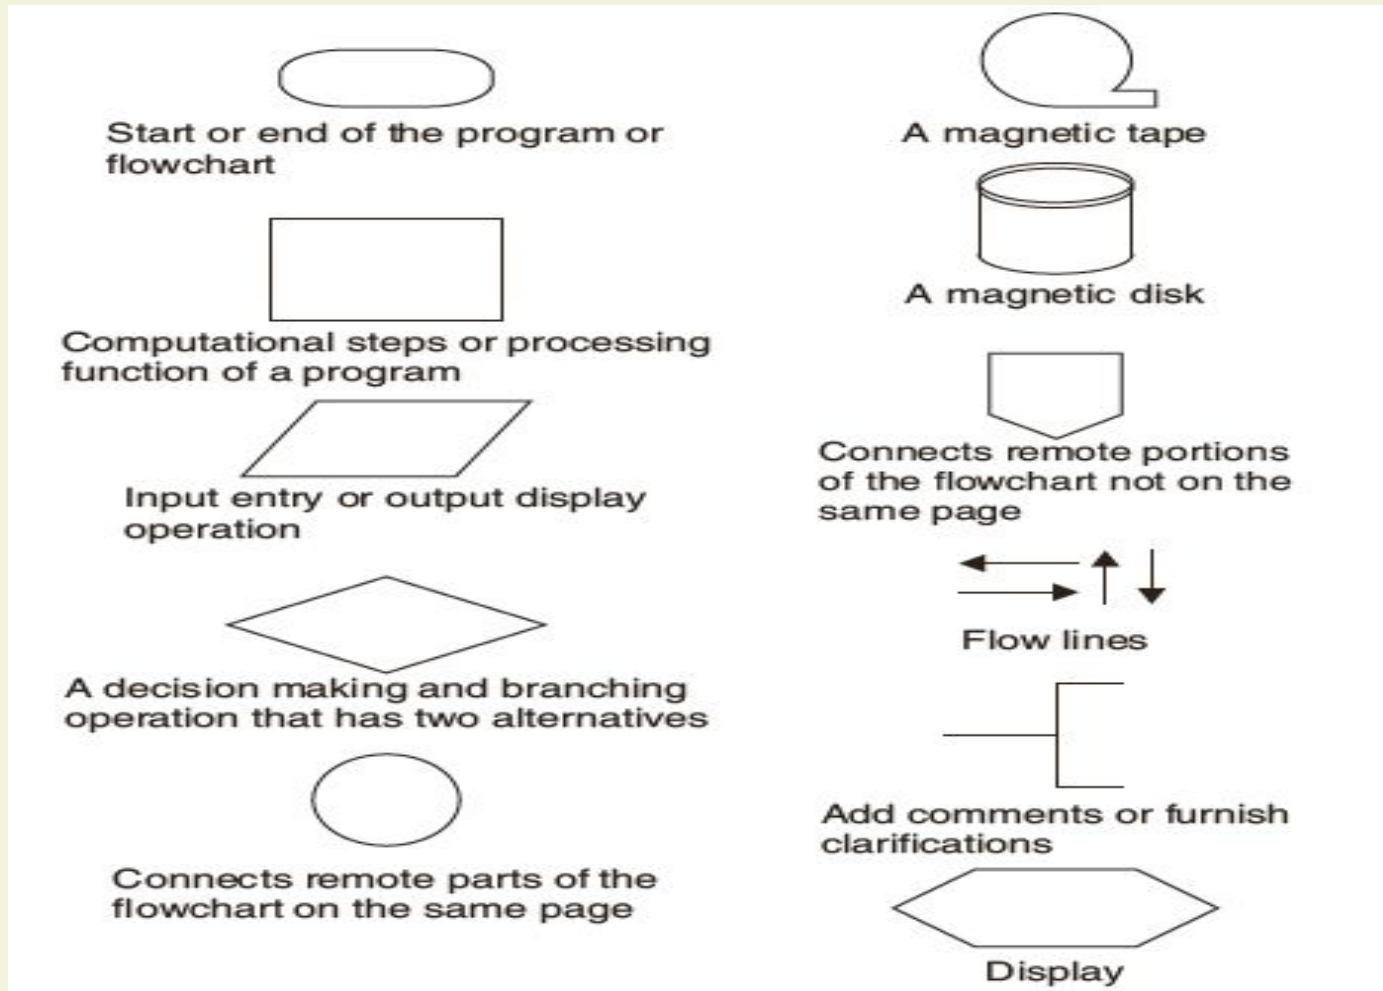 Start or end of the program or
flowchart
Computational steps or processing
function of a program
Input entry or output display
operation
A decision making and branching
operation that has two alternatives
Connects remote parts of the
flowchart on the same page
A magnetic tape
A magnetic disk
Connects remote portions
of the flowchart not on the
same page
Flow lines
Add comments or furnish
clarifications
Display